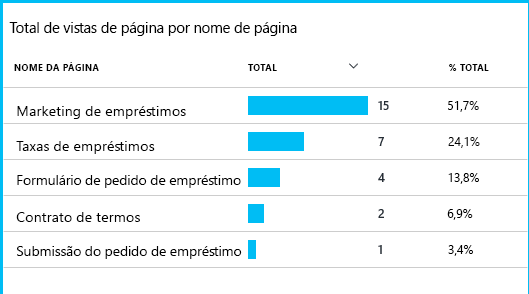 Total de vistas de página por nome de página
NOME DA PÁGINA TOTAL % TOTAL
Marketing de empréstimos 15 51,7%
Taxas de empréstimos 7 24,1%
Formulário de pedido de empréstimo 4 13,8%
Contrato de termos 2 6,9%
Submissão do pedido de empréstimo 1 3,4%